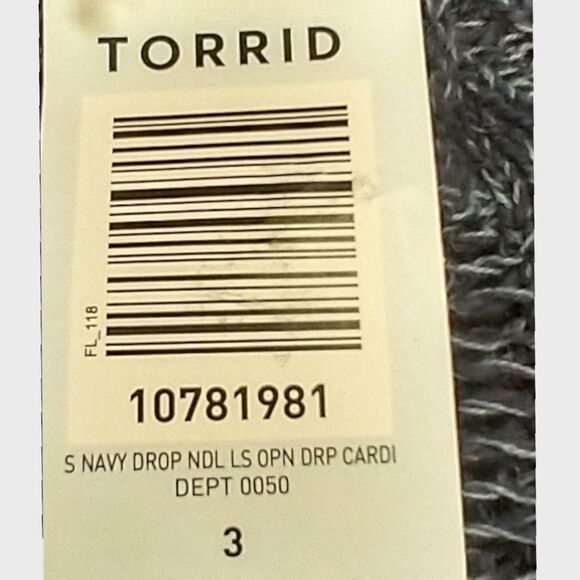 TORRID
FL_118
10781981
S NAVY DROP NDL LS OPN DRP CARDI
DEPT 0050
3